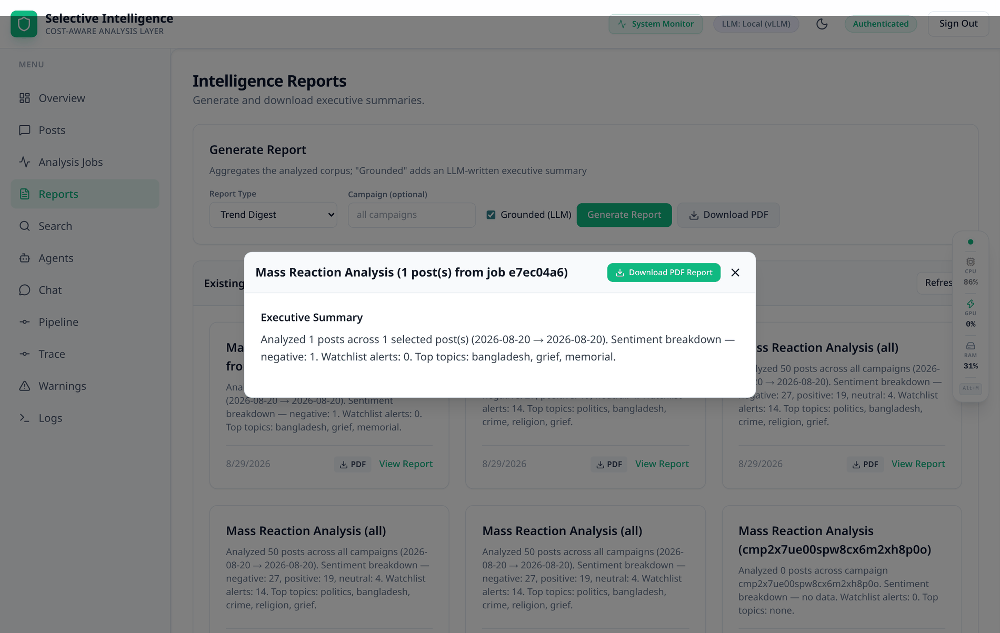 Selective Intelligence
COST-AWARE ANALYSIS LAYER
System Monitor
LLM: Local (vLLM)
Authenticated
Sign Out
MENU
Overview
Posts
Analysis Jobs
Reports
Search
Agents
Chat
Pipeline
Trace
Warnings
Logs
Intelligence Reports
Generate and download executive summaries.
Generate Report
Aggregates the analyzed corpus; "Grounded" adds an LLM-written executive summary
Report Type
Campaign (optional)
Trend Digest
all campaigns
Grounded (LLM)
Generate Report
Download PDF
Existing
CPU
86%
GPU
0%
RAM
31%
Alt+M
Mass Reaction Analysis (1 post(s) from job e7ec04a6)
Download PDF Report
Executive Summary
Analyzed 1 posts across 1 selected post(s) (2026-08-20 → 2026-08-20). Sentiment breakdown —
negative: 1. Watchlist alerts: 0. Top topics: bangladesh, grief, memorial.
(2026-08-20 → 2026-08-20). Sentiment
breakdown — negative: 1. Watchlist alerts: 0.
Top topics: bangladesh, grief, memorial.
8/29/2026
PDF
View Report
alerts: 14. Top topics: politics, bangladesh,
crime, religion, grief.
8/29/2026
PDF
View Report
Reaction Analysis (all)
50 posts across all campaigns (2026-
→ 2026-08-20). Sentiment breakdown —
27, positive: 19, neutral: 4. Watchlist
alerts: 14. Top topics: politics, bangladesh,
crime, religion, grief.
8/29/2026
PDF
View Report
Mass Reaction Analysis (all)
Analyzed 50 posts across all campaigns (2026-
08-20 → 2026-08-20). Sentiment breakdown —
negative: 27, positive: 19, neutral: 4. Watchlist
alerts: 14. Top topics: politics, bangladesh,
crime, religion, grief.
Mass Reaction Analysis (all)
Analyzed 50 posts across all campaigns (2026-
08-20 → 2026-08-20). Sentiment breakdown —
negative: 27, positive: 19, neutral: 4. Watchlist
alerts: 14. Top topics: politics, bangladesh,
crime, religion, grief.
Mass Reaction Analysis
(cmp2x7ue00spw8cx6m2xh8p0o)
Analyzed 0 posts across campaign
cmp2x7ue00spw8cx6m2xh8p0o. Sentiment
breakdown — no data. Watchlist alerts: 0. Top
topics: none.